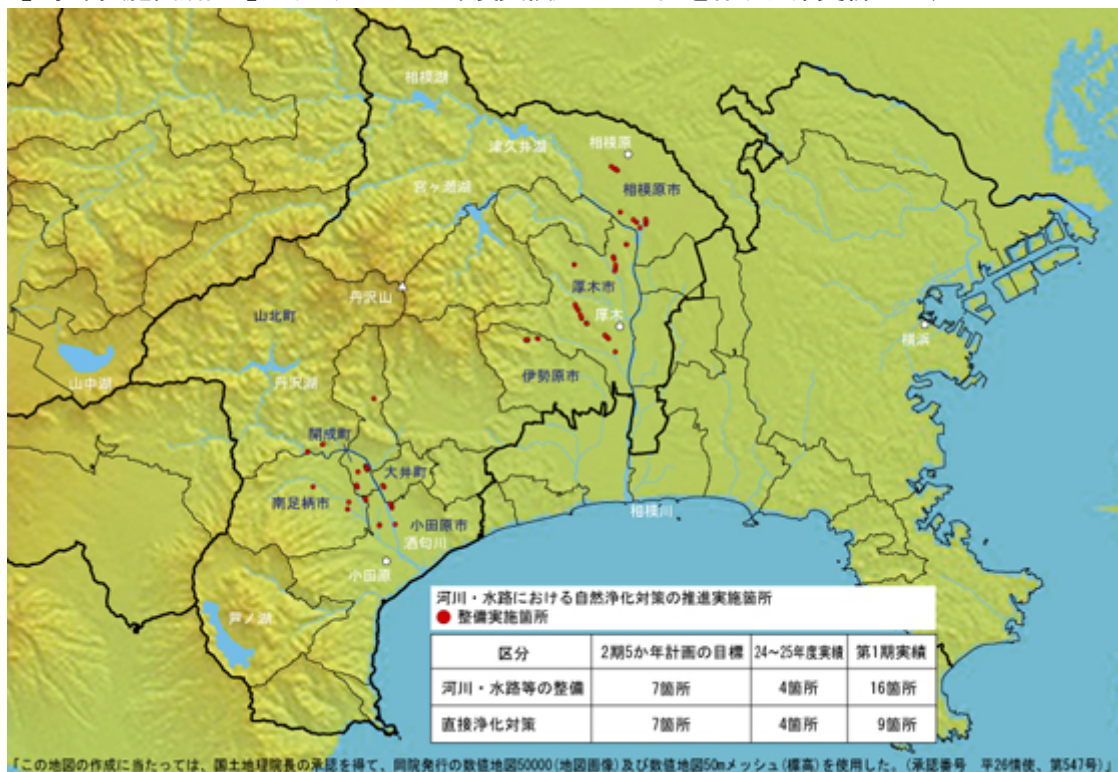 相模湖
津久井湖
相模原
宮ヶ瀬湖
相模原市
厚木市
丹沢山
厚木
山北町
横浜
山中湖
丹沢湖
伊勢原市
開成町
大井町
南足柄市
小田原市
相模川
酒匂川
小田原
芦ノ湖
河川・水路における自然浄化対策の推進実施箇所
整備実施箇所
区分 2期5か年計画の目標 24～25年度実績 第1期実績
河川・水路等の整備 7箇所 4箇所 16箇所
直接浄化対策 7箇所 4箇所 9箇所
「この地図の作成に当たっては、国土地理院長の承認を得て、同院発行の数値地図50000(地図画像)及び数値地図50mメッシュ(標高)を使用した。(承認番号 平26情使、第547号)」